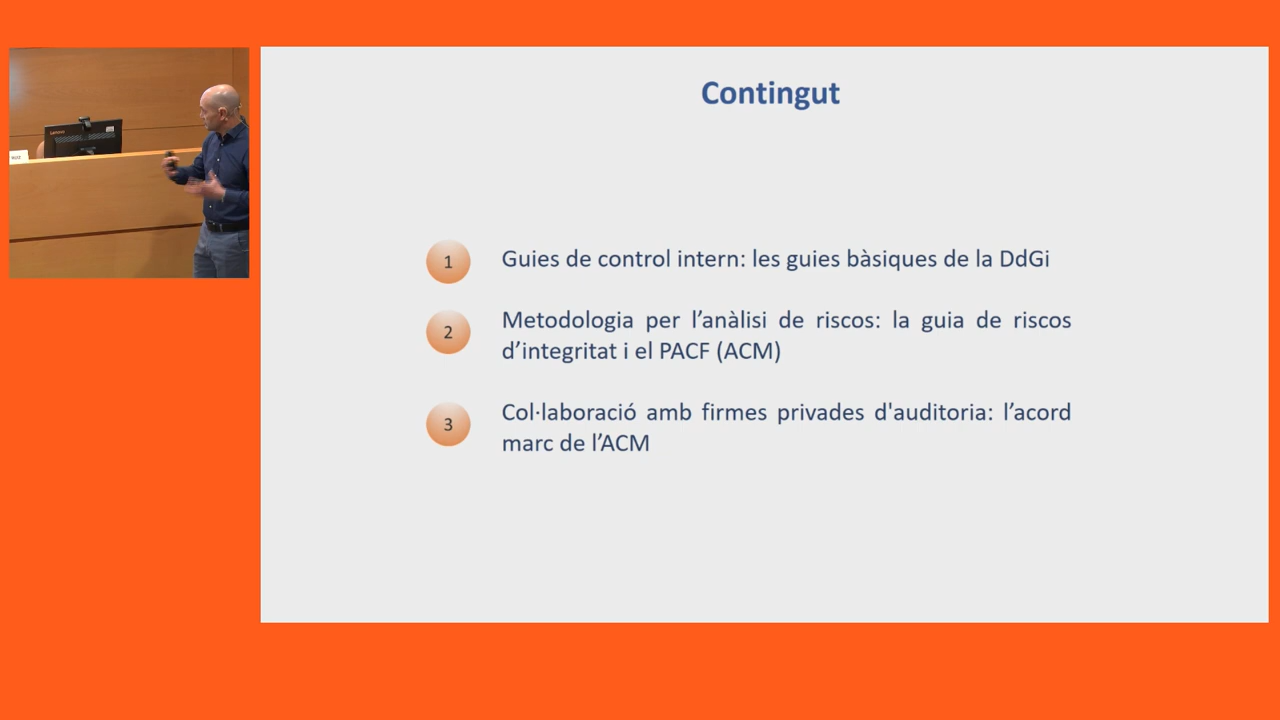 Contingut
1 Guies de control intern: les guies bàsiques de la DdGi
2 Metodologia per l’anàlisi de riscos: la guia de riscos
d’integritat i el PACF (ACM)
3 Col·laboració amb firmes privades d'auditoria: l’acord
marc de l’ACM
Lenovo